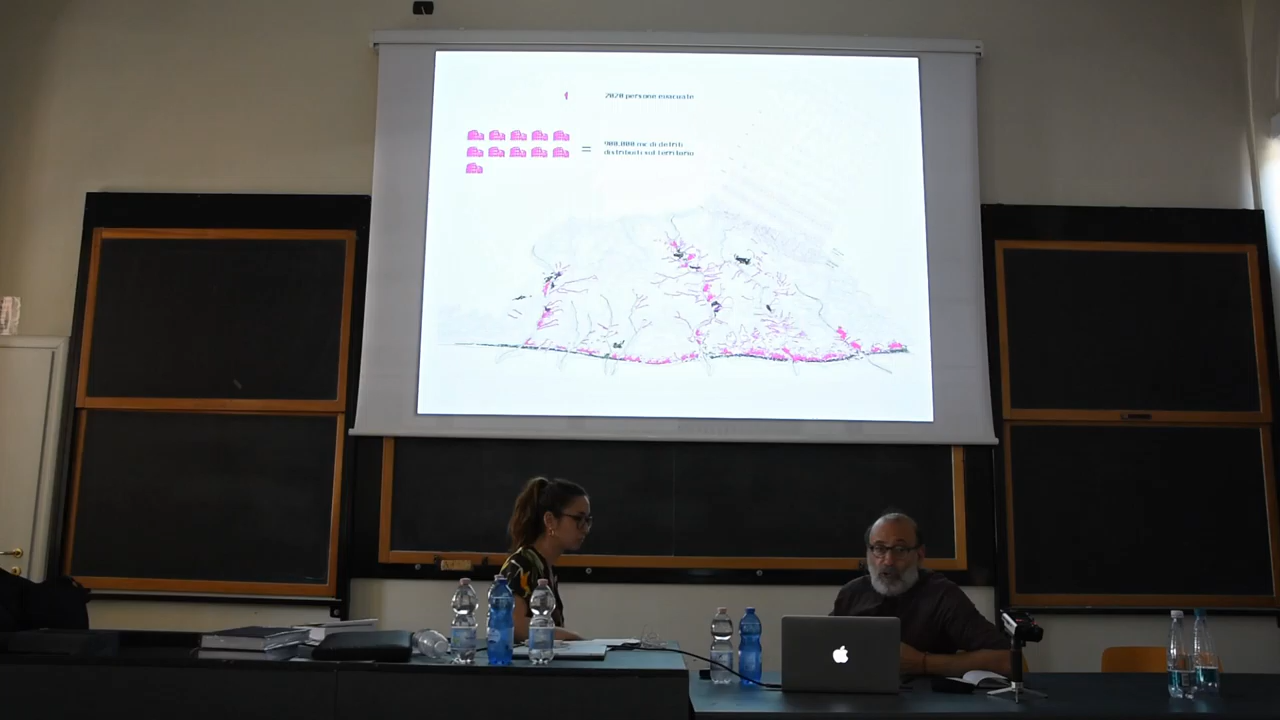 2020 persone evacuate
=
900.000 mc di detriti
distribuiti sul territorio